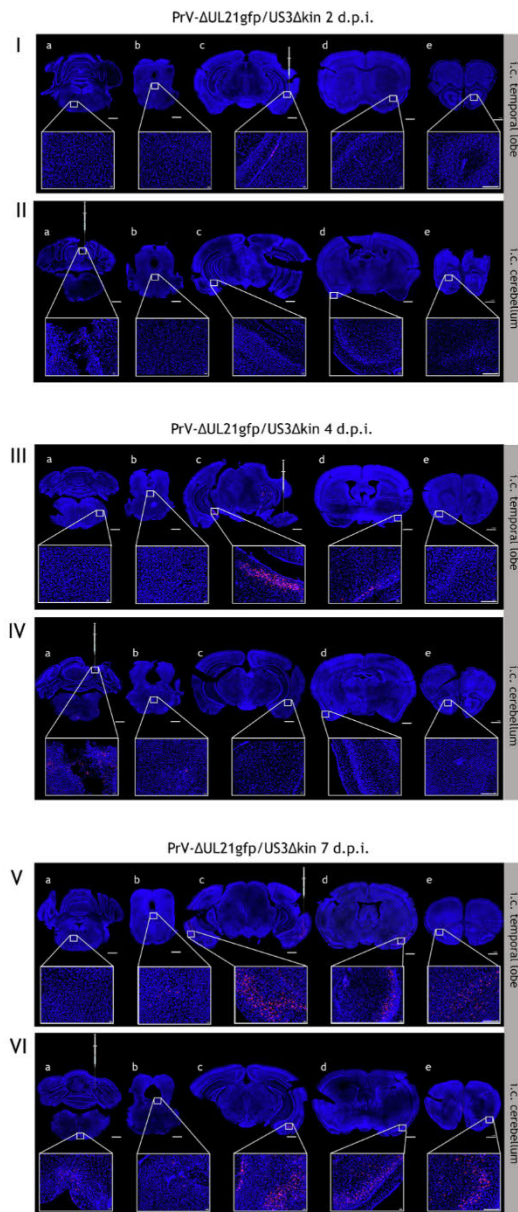 PrV-ΔUL21gfp/US3Δkin 2 d.p.i.
I
a b c d e
i.c. temporal lobe
II
a b c d e
i.c. cerebellum
PrV-ΔUL21gfp/US3Δkin 4 d.p.i.
III
a b c d e
i.c. temporal lobe
IV
a b c d e
i.c. cerebellum
PrV-ΔUL21gfp/US3Δkin 7 d.p.i.
V
a b c d e
i.c. temporal lobe
VI
a b c d e
i.c. cerebellum